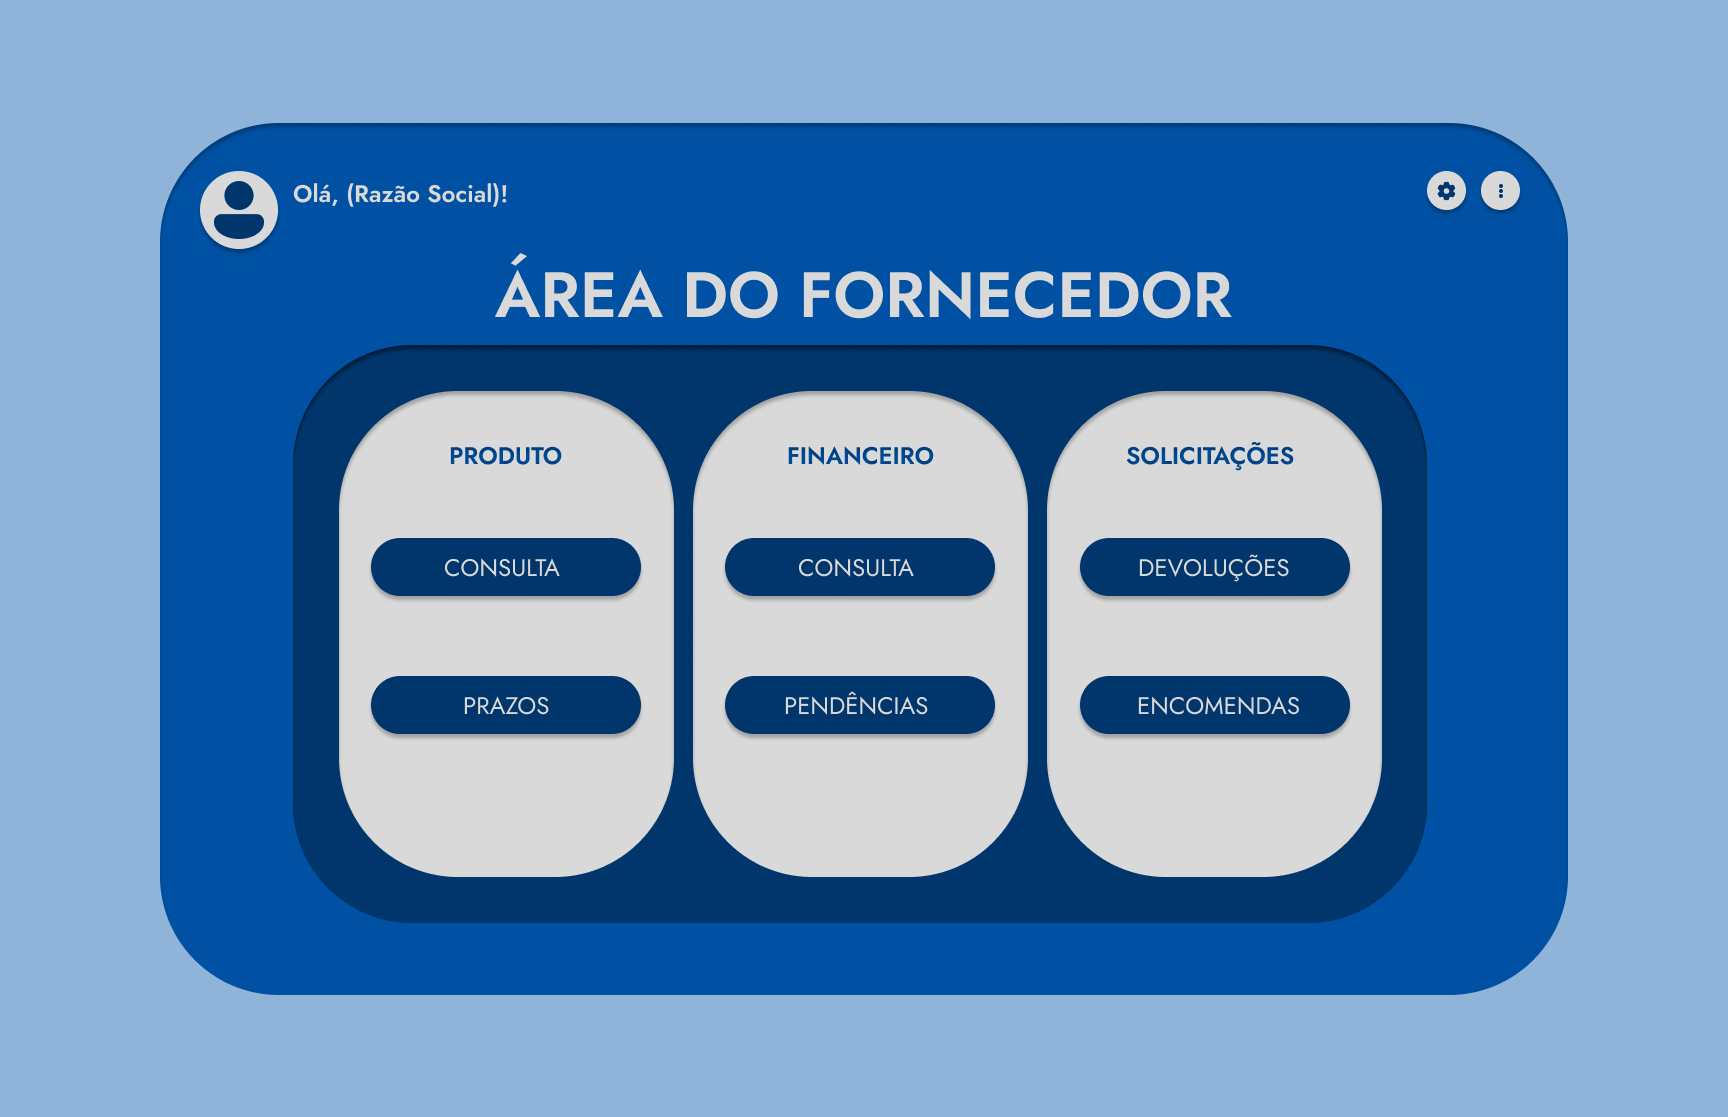 Olá, (Razão Social)!
ÁREA DO FORNECEDOR
PRODUTO
CONSULTA
PRAZOS
FINANCEIRO
CONSULTA
PENDÊNCIAS
SOLICITAÇÕES
DEVOLUÇÕES
ENCOMENDAS